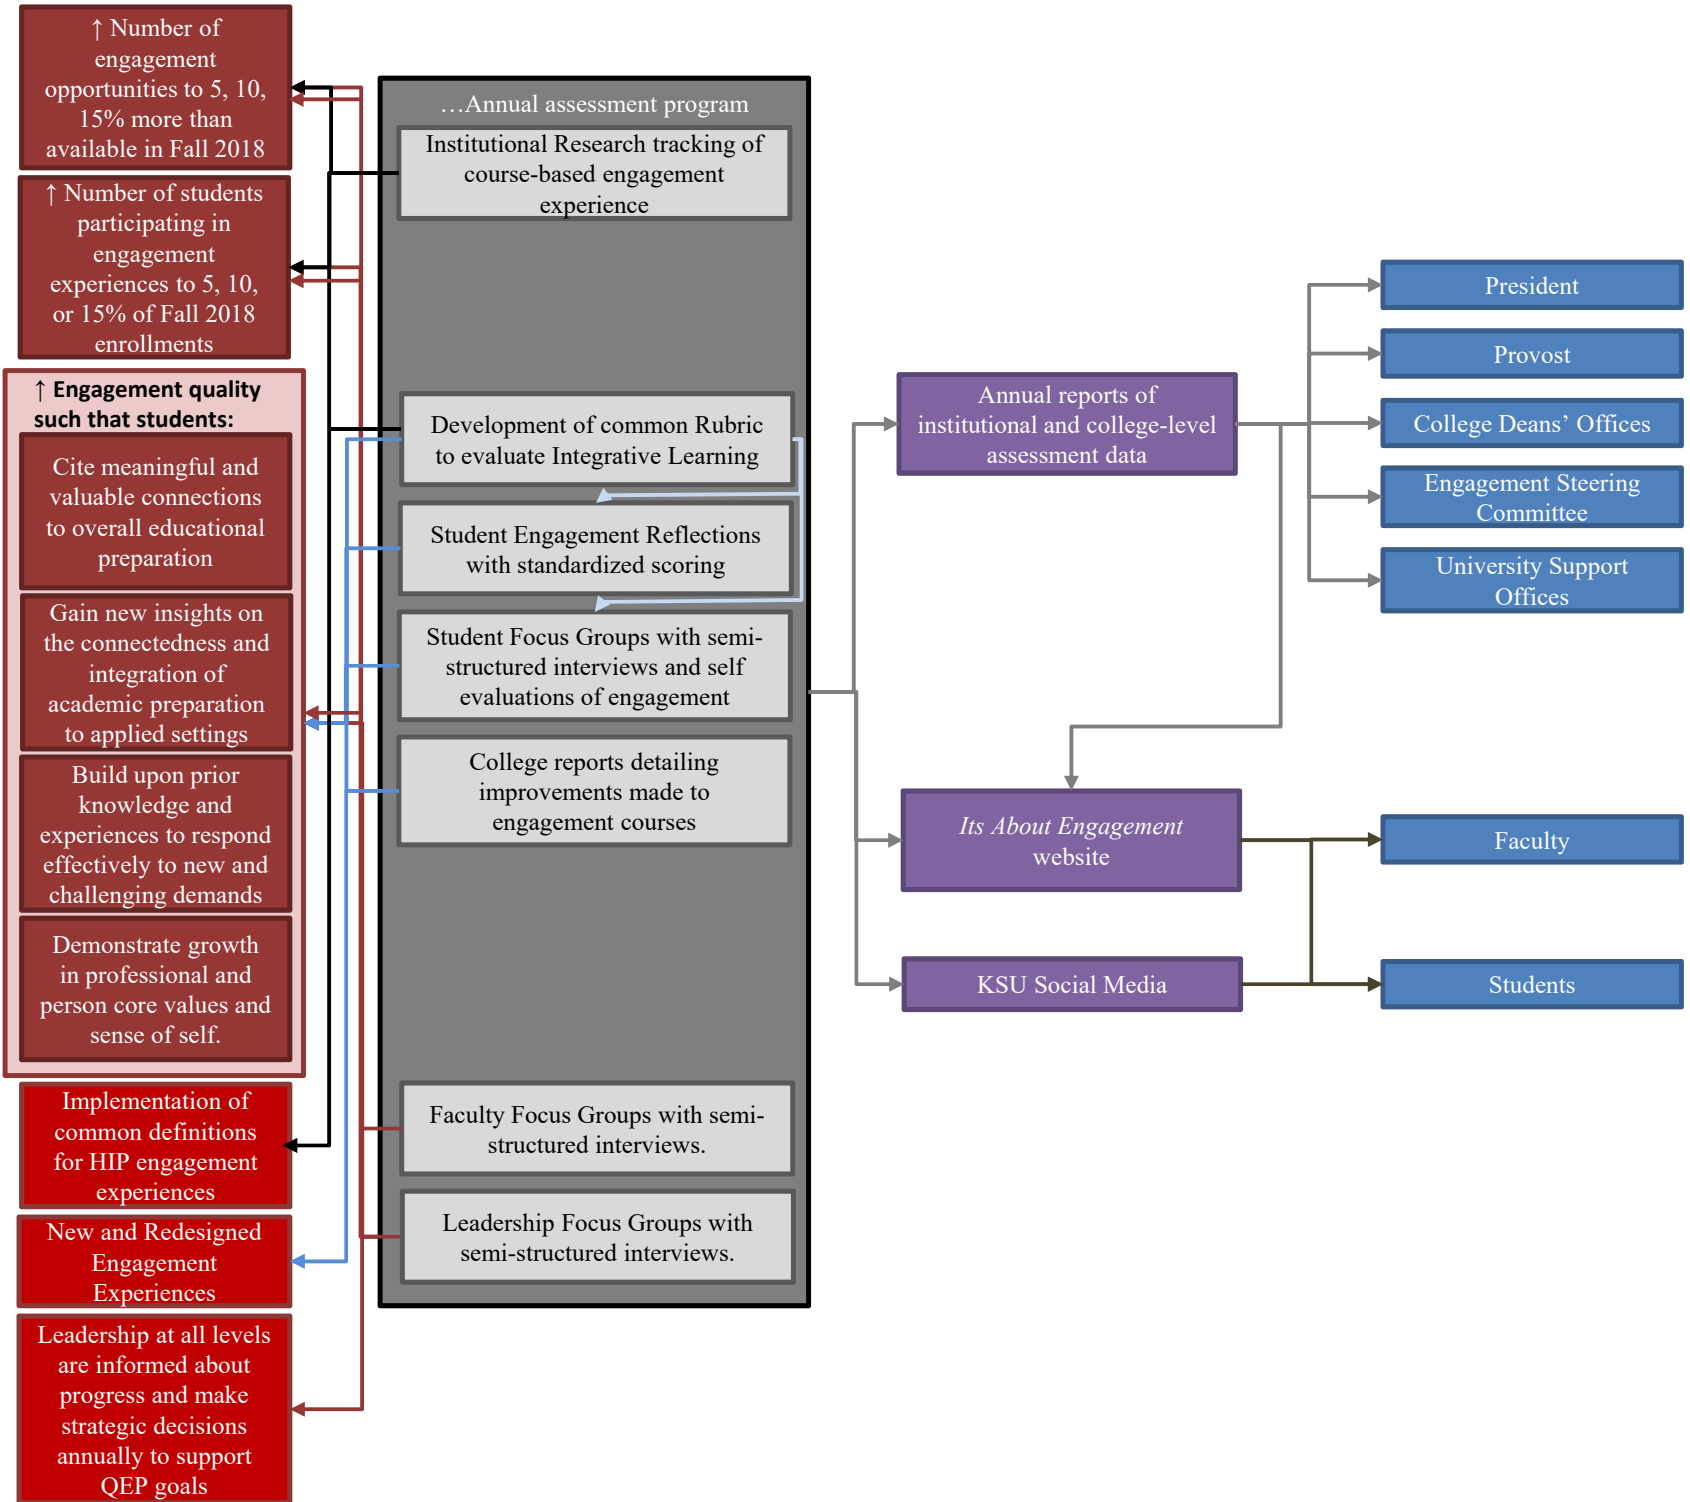 ↑ Number of
engagement
opportunities to 5, 10,
15% more than
available in Fall 2018
↑ Number of students
participating in
engagement
experiences to 5, 10,
or 15% of Fall 2018
enrollments
↑ Engagement quality
such that students:
Cite meaningful and
valuable connections
to overall educational
preparation
Gain new insights on
the connectedness and
integration of
academic preparation
to applied settings
Build upon prior
knowledge and
experiences to respond
effectively to new and
challenging demands
Demonstrate growth
in professional and
person core values and
sense of self.
Implementation of
common definitions
for HIP engagement
experiences
New and Redesigned
Engagement
Experiences
Leadership at all levels
are informed about
progress and make
strategic decisions
annually to support
QEP goals
…Annual assessment program
Institutional Research tracking of
course-based engagement
experience
Development of common Rubric
to evaluate Integrative Learning
Student Engagement Reflections
with standardized scoring
Student Focus Groups with semi-
structured interviews and self
evaluations of engagement
College reports detailing
improvements made to
engagement courses
Faculty Focus Groups with semi-
structured interviews.
Leadership Focus Groups with
semi-structured interviews.
Annual reports of
institutional and college-level
assessment data
Its About Engagement
website
KSU Social Media
President
Provost
College Deans’ Offices
Engagement Steering
Committee
University Support
Offices
Faculty
Students